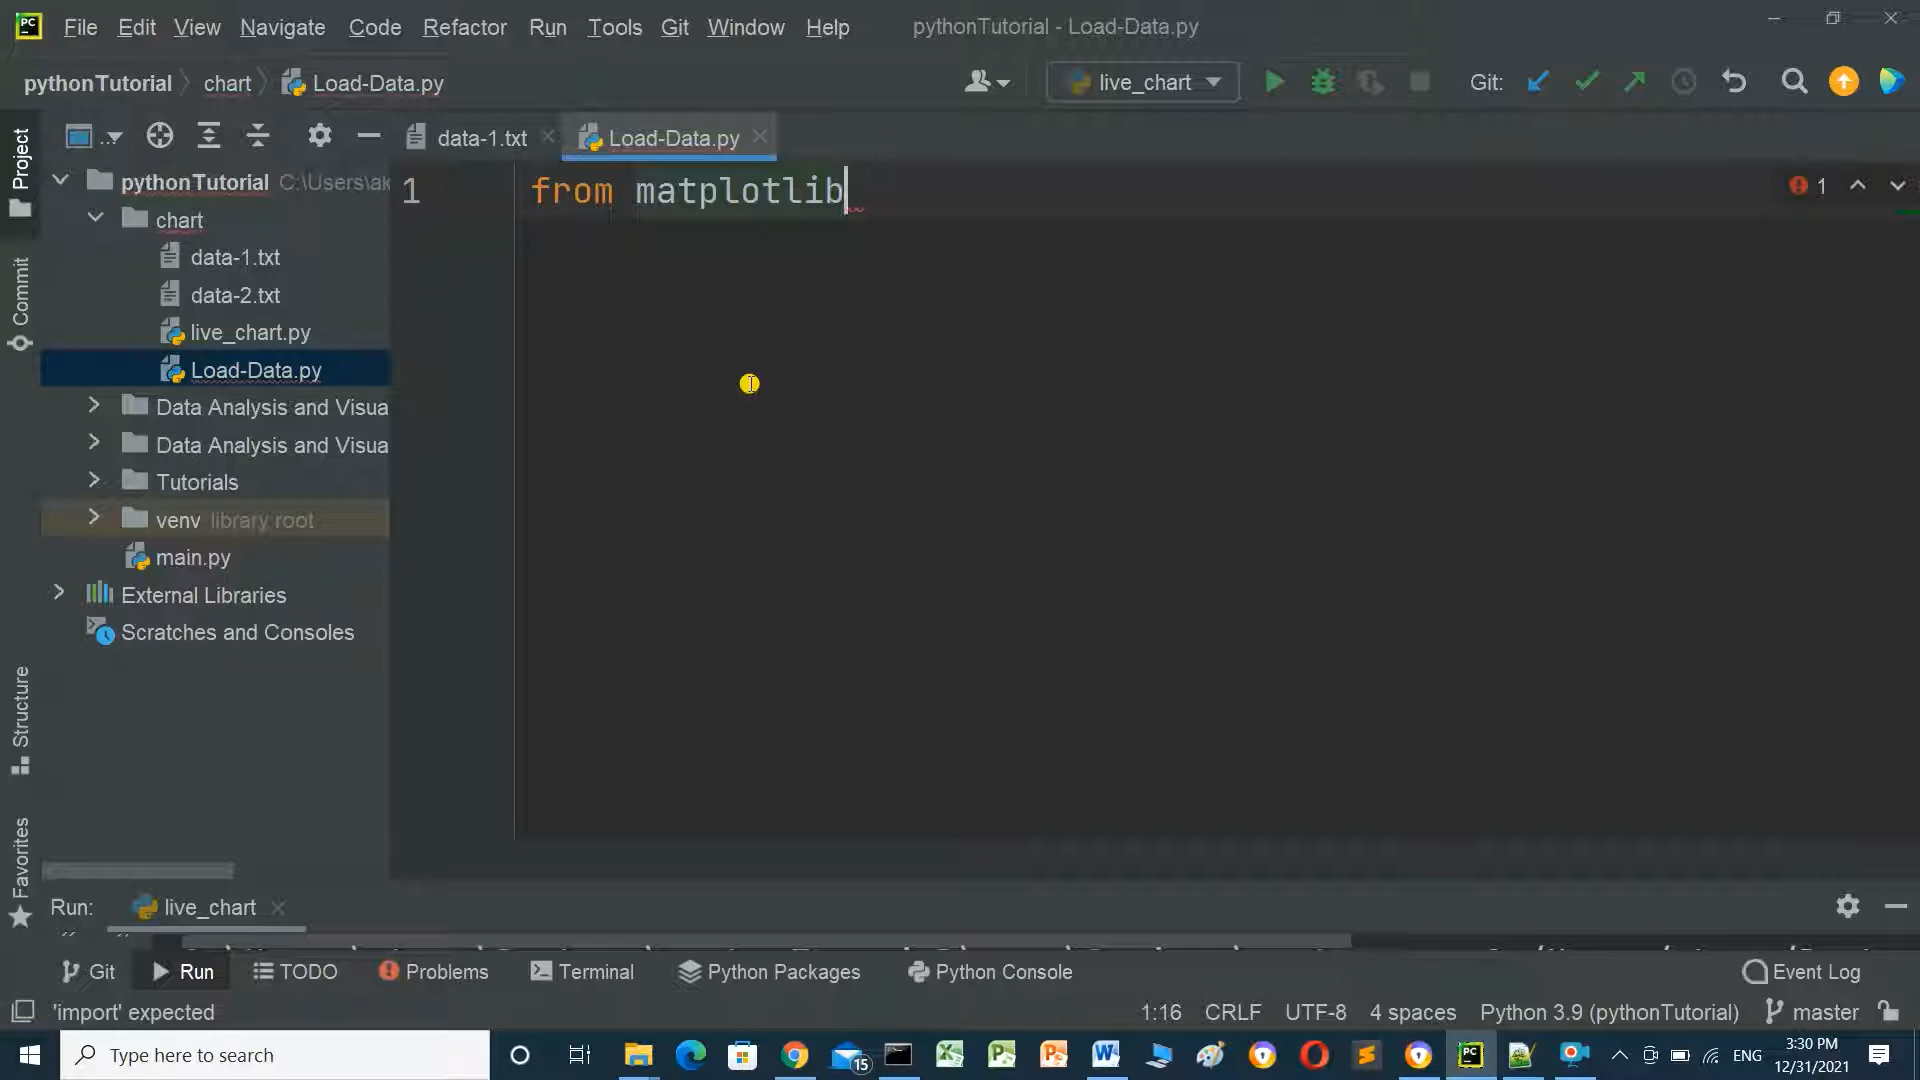 File Edit View Navigate Code Refactor Run Tools Git Window Help pythonTutorial - Load-Data.py
pythonTutorial chart Load-Data.py live_chart Git:
data-1.txt Load-Data.py
Project
Commit
Structure
Favorites
pythonTutorial C:\Users\ak
chart
data-1.txt
data-2.txt
live_chart.py
Load-Data.py
Data Analysis and Visua
Data Analysis and Visua
Tutorials
venv library root
main.py
External Libraries
Scratches and Consoles
1 from matplotlib
1
Run: live_chart
Git Run TODO Problems Terminal Python Packages Python Console Event Log
'import' expected 1:16 CRLF UTF-8 4 spaces Python 3.9 (pythonTutorial) master
Type here to search
15
ENG
3:30 PM
12/31/2021